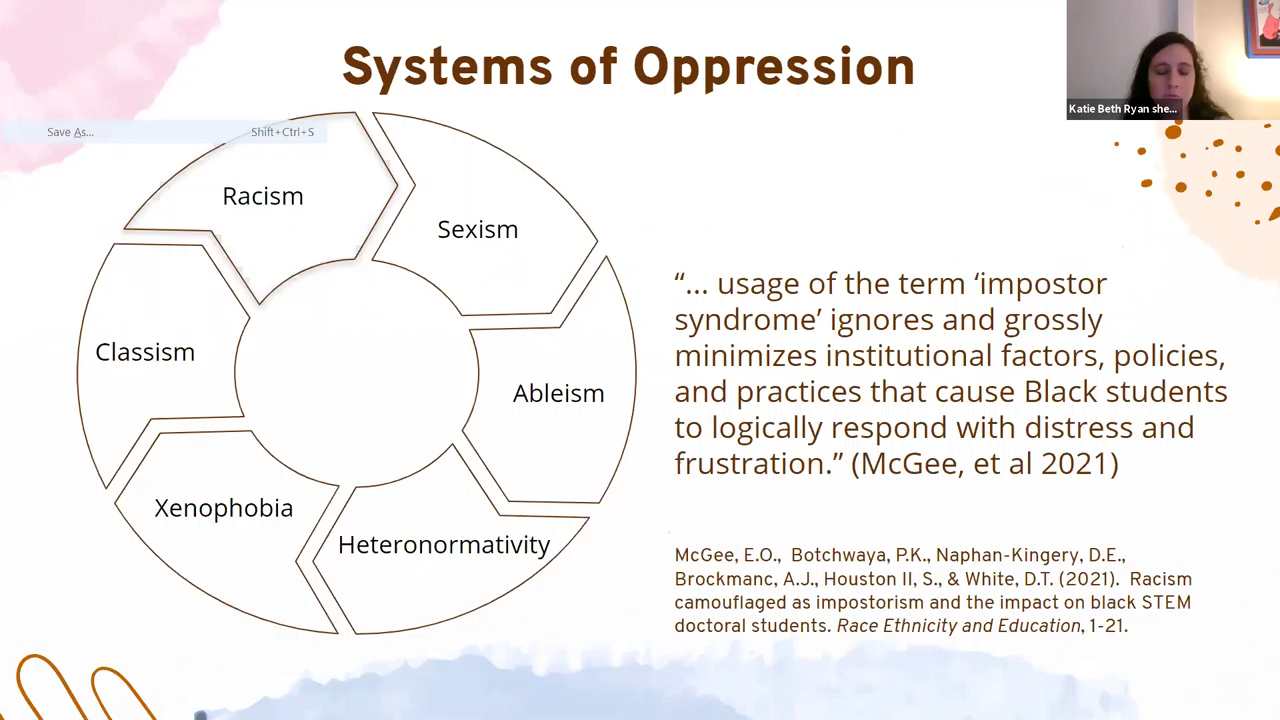 Systems of Oppression
Katie Beth Ryan she...
Save As... Shift+Ctrl+S
Racism
Sexism
Classism
Ableism
Xenophobia
Heteronormativity
“... usage of the term ‘impostor
syndrome’ ignores and grossly
minimizes institutional factors, policies,
and practices that cause Black students
to logically respond with distress and
frustration.” (McGee, et al 2021)
McGee, E.O., Botchwaya, P.K., Naphan-Kingery, D.E.,
Brockmanc, A.J., Houston II, S., & White, D.T. (2021). Racism
camouflaged as impostorism and the impact on black STEM
doctoral students. Race Ethnicity and Education, 1-21.